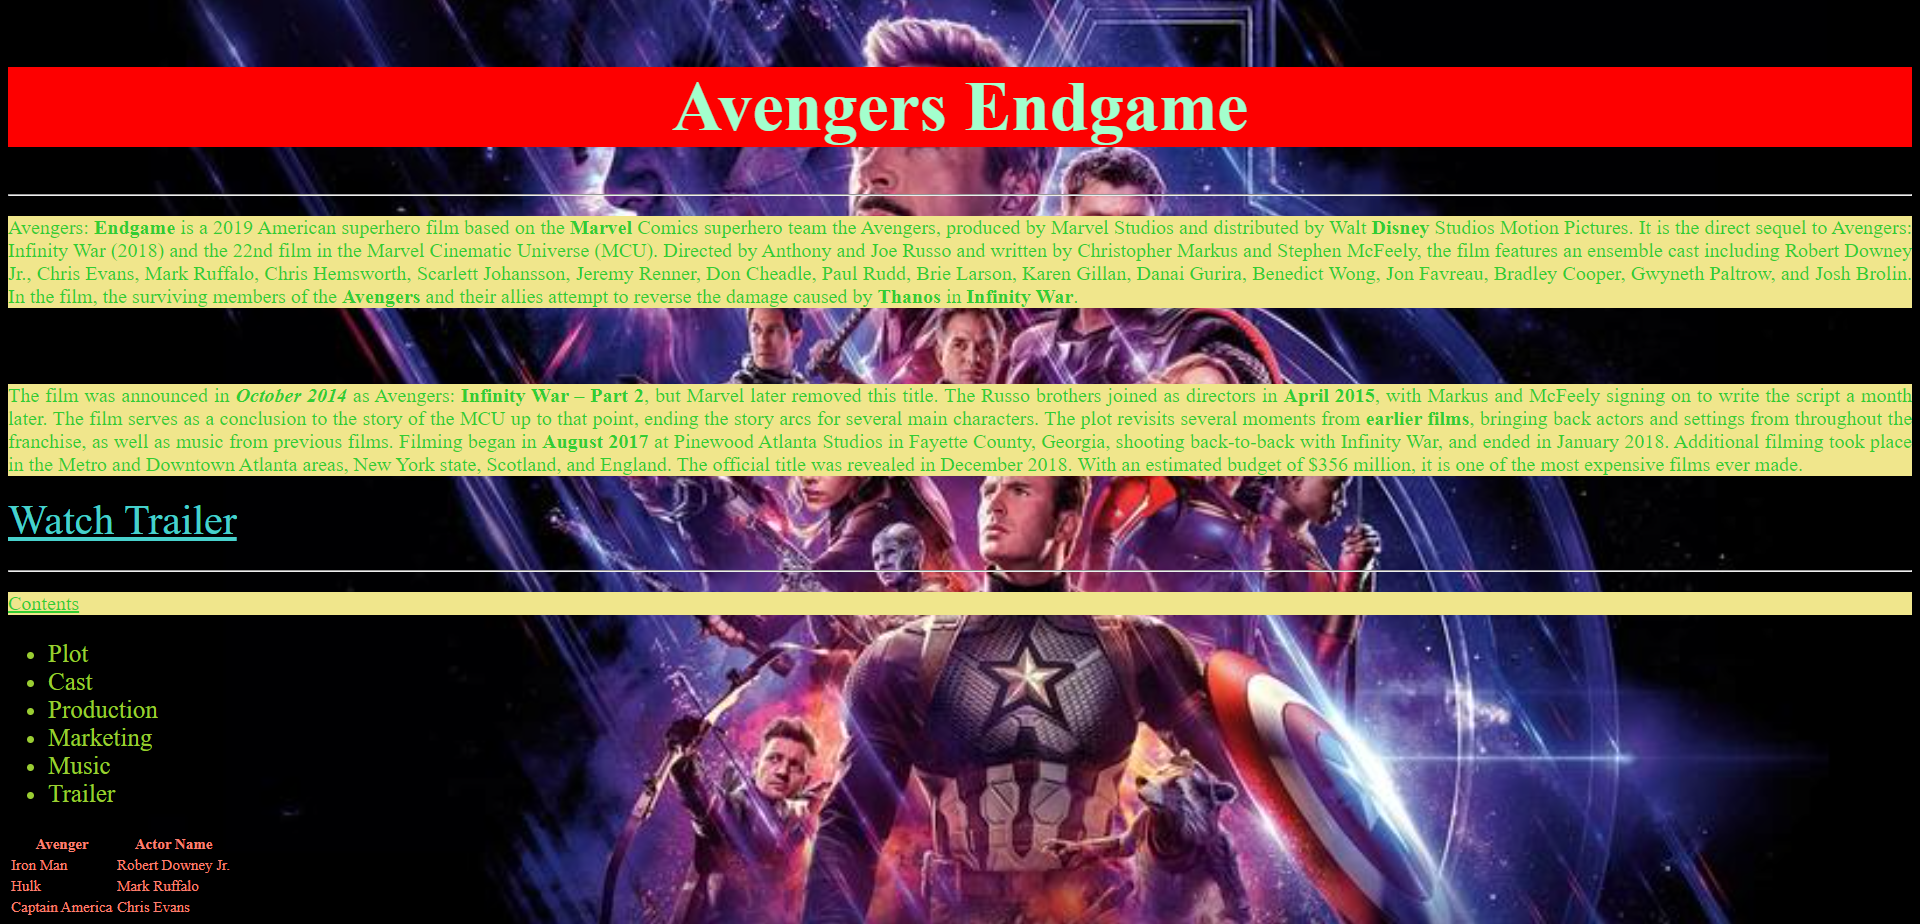 Avengers Endgame
Avengers: Endgame is a 2019 American superhero film based on the Marvel Comics superhero team the Avengers, produced by Marvel Studios and distributed by Walt Disney Studios Motion Pictures. It is the direct sequel to Avengers:
Infinity War (2018) and the 22nd film in the Marvel Cinematic Universe (MCU). Directed by Anthony and Joe Russo and written by Christopher Markus and Stephen McFeely, the film features an ensemble cast including Robert Downey
Jr., Chris Evans, Mark Ruffalo, Chris Hemsworth, Scarlett Johansson, Jeremy Renner, Don Cheadle, Paul Rudd, Brie Larson, Karen Gillan, Danai Gurira, Benedict Wong, Jon Favreau, Bradley Cooper, Gwyneth Paltrow, and Josh Brolin.
In the film, the surviving members of the Avengers and their allies attempt to reverse the damage caused by Thanos in Infinity War.
The film was announced in October 2014 as Avengers: Infinity War – Part 2, but Marvel later removed this title. The Russo brothers joined as directors in April 2015, with Markus and McFeely signing on to write the script a month
later. The film serves as a conclusion to the story of the MCU up to that point, ending the story arcs for several main characters. The plot revisits several moments from earlier films, bringing back actors and settings from throughout the
franchise, as well as music from previous films. Filming began in August 2017 at Pinewood Atlanta Studios in Fayette County, Georgia, shooting back-to-back with Infinity War, and ended in January 2018. Additional filming took place
in the Metro and Downtown Atlanta areas, New York state, Scotland, and England. The official title was revealed in December 2018. With an estimated budget of $356 million, it is one of the most expensive films ever made.
Watch Trailer
Contents
Plot
Cast
Production
Marketing
Music
Trailer
Avenger Actor Name
Iron Man Robert Downey Jr.
Hulk Mark Ruffalo
Captain America Chris Evans